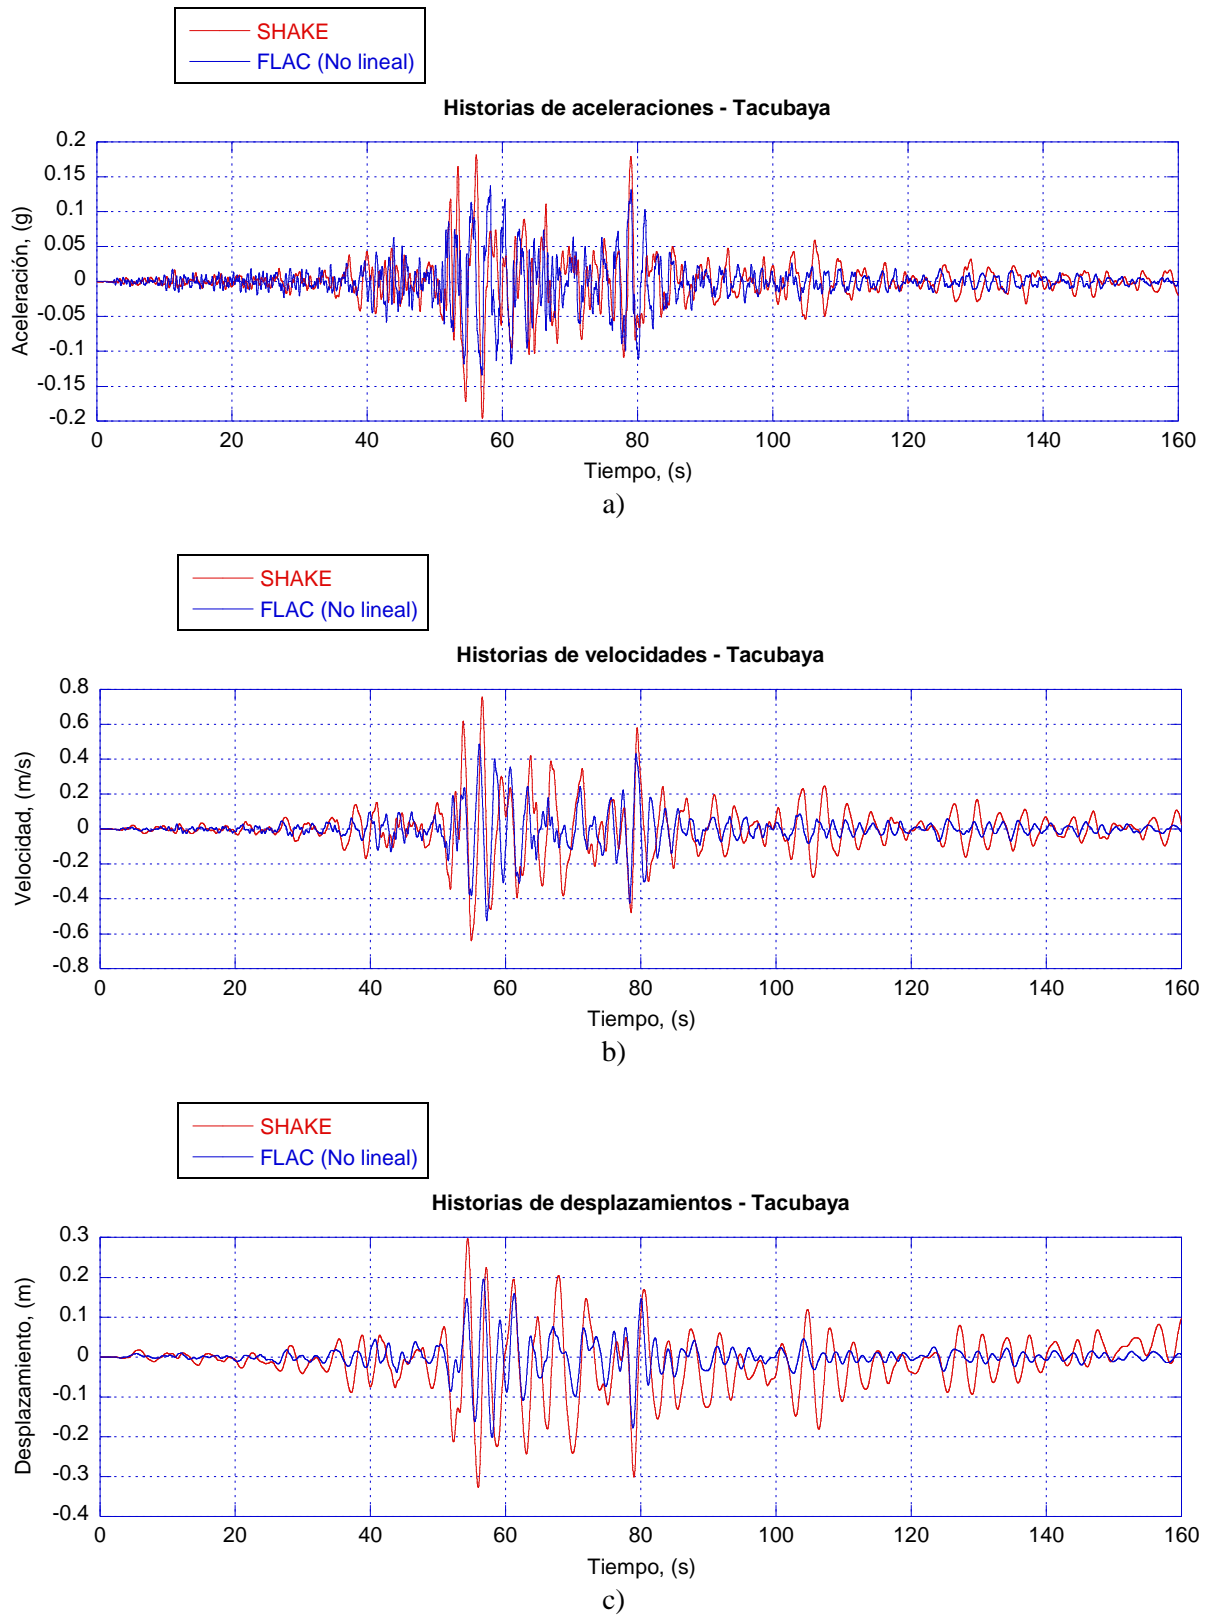 SHAKE
FLAC (No lineal)
Historias de aceleraciones - Tacubaya
Aceleración, (g)
0.2
0.15
0.1
0.05
0
-0.05
-0.1
-0.15
-0.2
0 20 40 60 80 100 120 140 160
Tiempo, (s)
a)
SHAKE
FLAC (No lineal)
Historias de velocidades - Tacubaya
Velocidad, (m/s)
0.8
0.6
0.4
0.2
0
-0.2
-0.4
-0.6
-0.8
0 20 40 60 80 100 120 140 160
Tiempo, (s)
b)
SHAKE
FLAC (No lineal)
Historias de desplazamientos - Tacubaya
Desplazamiento, (m)
0.3
0.2
0.1
0
-0.1
-0.2
-0.3
-0.4
0 20 40 60 80 100 120 140 160
Tiempo, (s)
c)